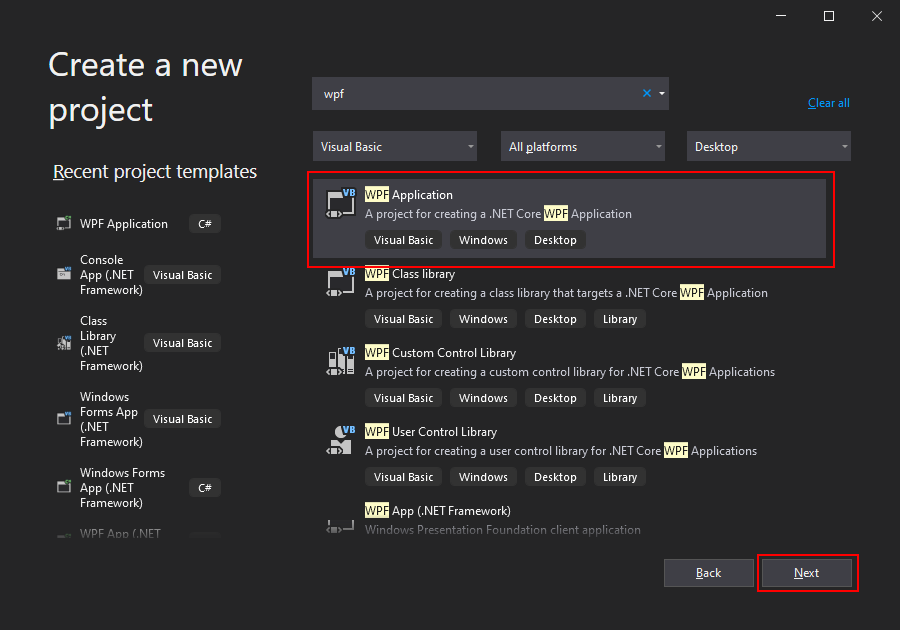 Create a new
project
Recent project templates
WPF Application C#
Console
App (.NET
Framework)
Visual Basic
Class
Library
(.NET
Framework)
Visual Basic
Windows
Forms App
(.NET
Framework)
Visual Basic
Windows Forms
App (.NET
Framework)
C#
WPF App (.NET
wpf
Clear all
Visual Basic All platforms Desktop
VB
WPF Application
A project for creating a .NET Core WPF Application
Visual Basic Windows Desktop
VB
WPF Class library
A project for creating a class library that targets a .NET Core WPF Application
Visual Basic Windows Desktop Library
VB
WPF Custom Control Library
A project for creating a custom control library for .NET Core WPF Applications
Visual Basic Windows Desktop Library
VB
WPF User Control Library
A project for creating a user control library for .NET Core WPF Applications
Visual Basic Windows Desktop Library
WPF App (.NET Framework)
Windows Presentation Foundation client application
Back Next